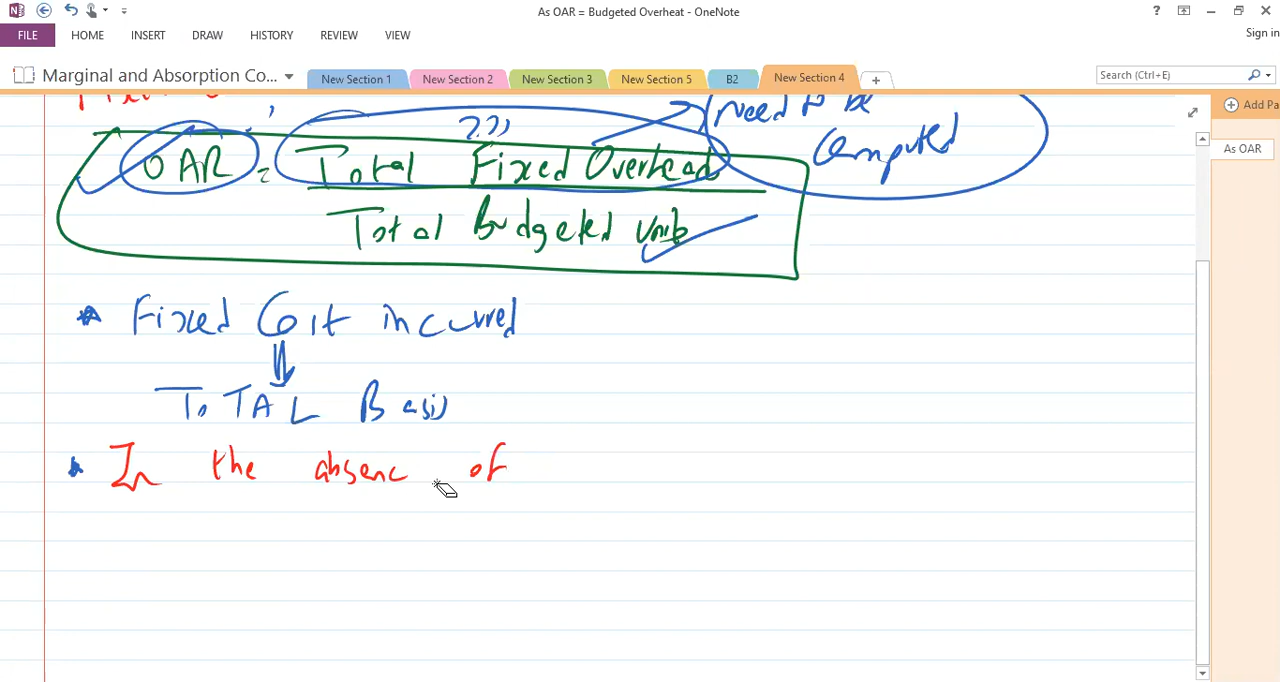 As OAR = Budgeted Overheat - OneNote
? Sign in
FILE HOME INSERT DRAW HISTORY REVIEW VIEW
Marginal and Absorption Co... New Section 1 New Section 2 New Section 3 New Section 5 B2 New Section 4 + Search (Ctrl+E)
Add Pa
As OAR
need to be
computed
???
OAR = Total Fixed Overhead
Total Budgeted Units
Fixed Cost incurred
ToTAL Basis
In the absenc of